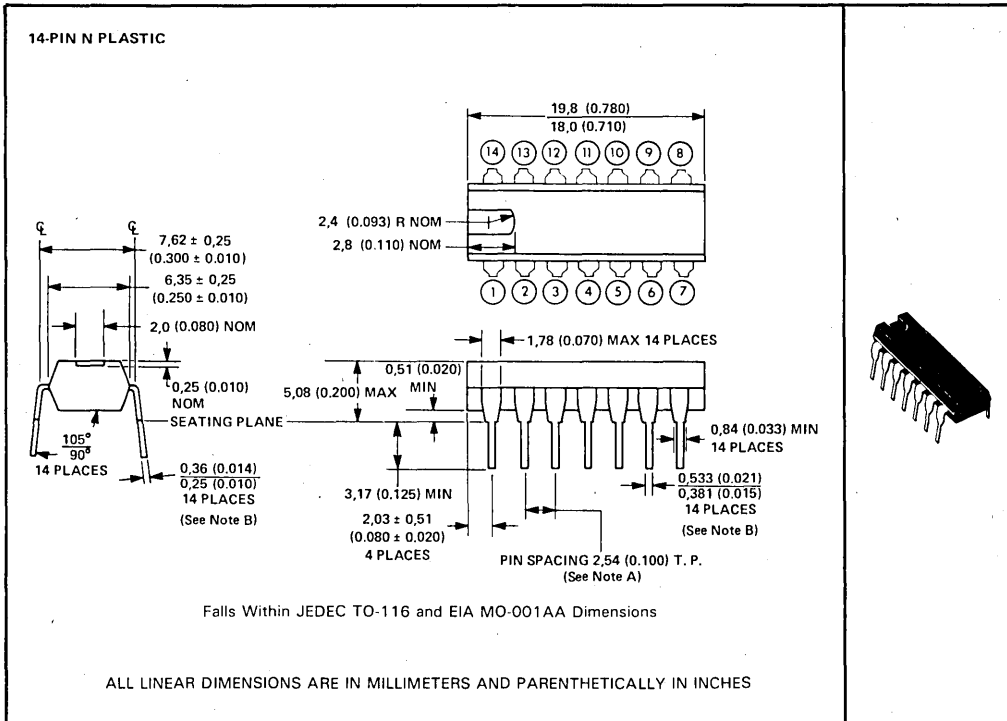 14-PIN N PLASTIC
19,8 (0.780)
18,0 (0.710)
14 13 12 11 10 9 8
2,4 (0.093) R NOM
2,8 (0.110) NOM
1 2 3 4 5 6 7
℄ ℄
7,62 ± 0,25
(0.300 ± 0.010)
6,35 ± 0,25
(0.250 ± 0.010)
2,0 (0.080) NOM
0,25 (0.010)
NOM
SEATING PLANE
105°
90°
14 PLACES
0,36 (0.014)
0,25 (0.010)
14 PLACES
(See Note B)
1,78 (0.070) MAX 14 PLACES
0,51 (0.020)
MIN
5,08 (0.200) MAX
0,84 (0.033) MIN
14 PLACES
3,17 (0.125) MIN
0,533 (0.021)
0,381 (0.015)
14 PLACES
(See Note B)
2,03 ± 0,51
(0.080 ± 0.020)
4 PLACES
PIN SPACING 2,54 (0.100) T. P.
(See Note A)
Falls Within JEDEC TO-116 and EIA MO-001AA Dimensions
ALL LINEAR DIMENSIONS ARE IN MILLIMETERS AND PARENTHETICALLY IN INCHES